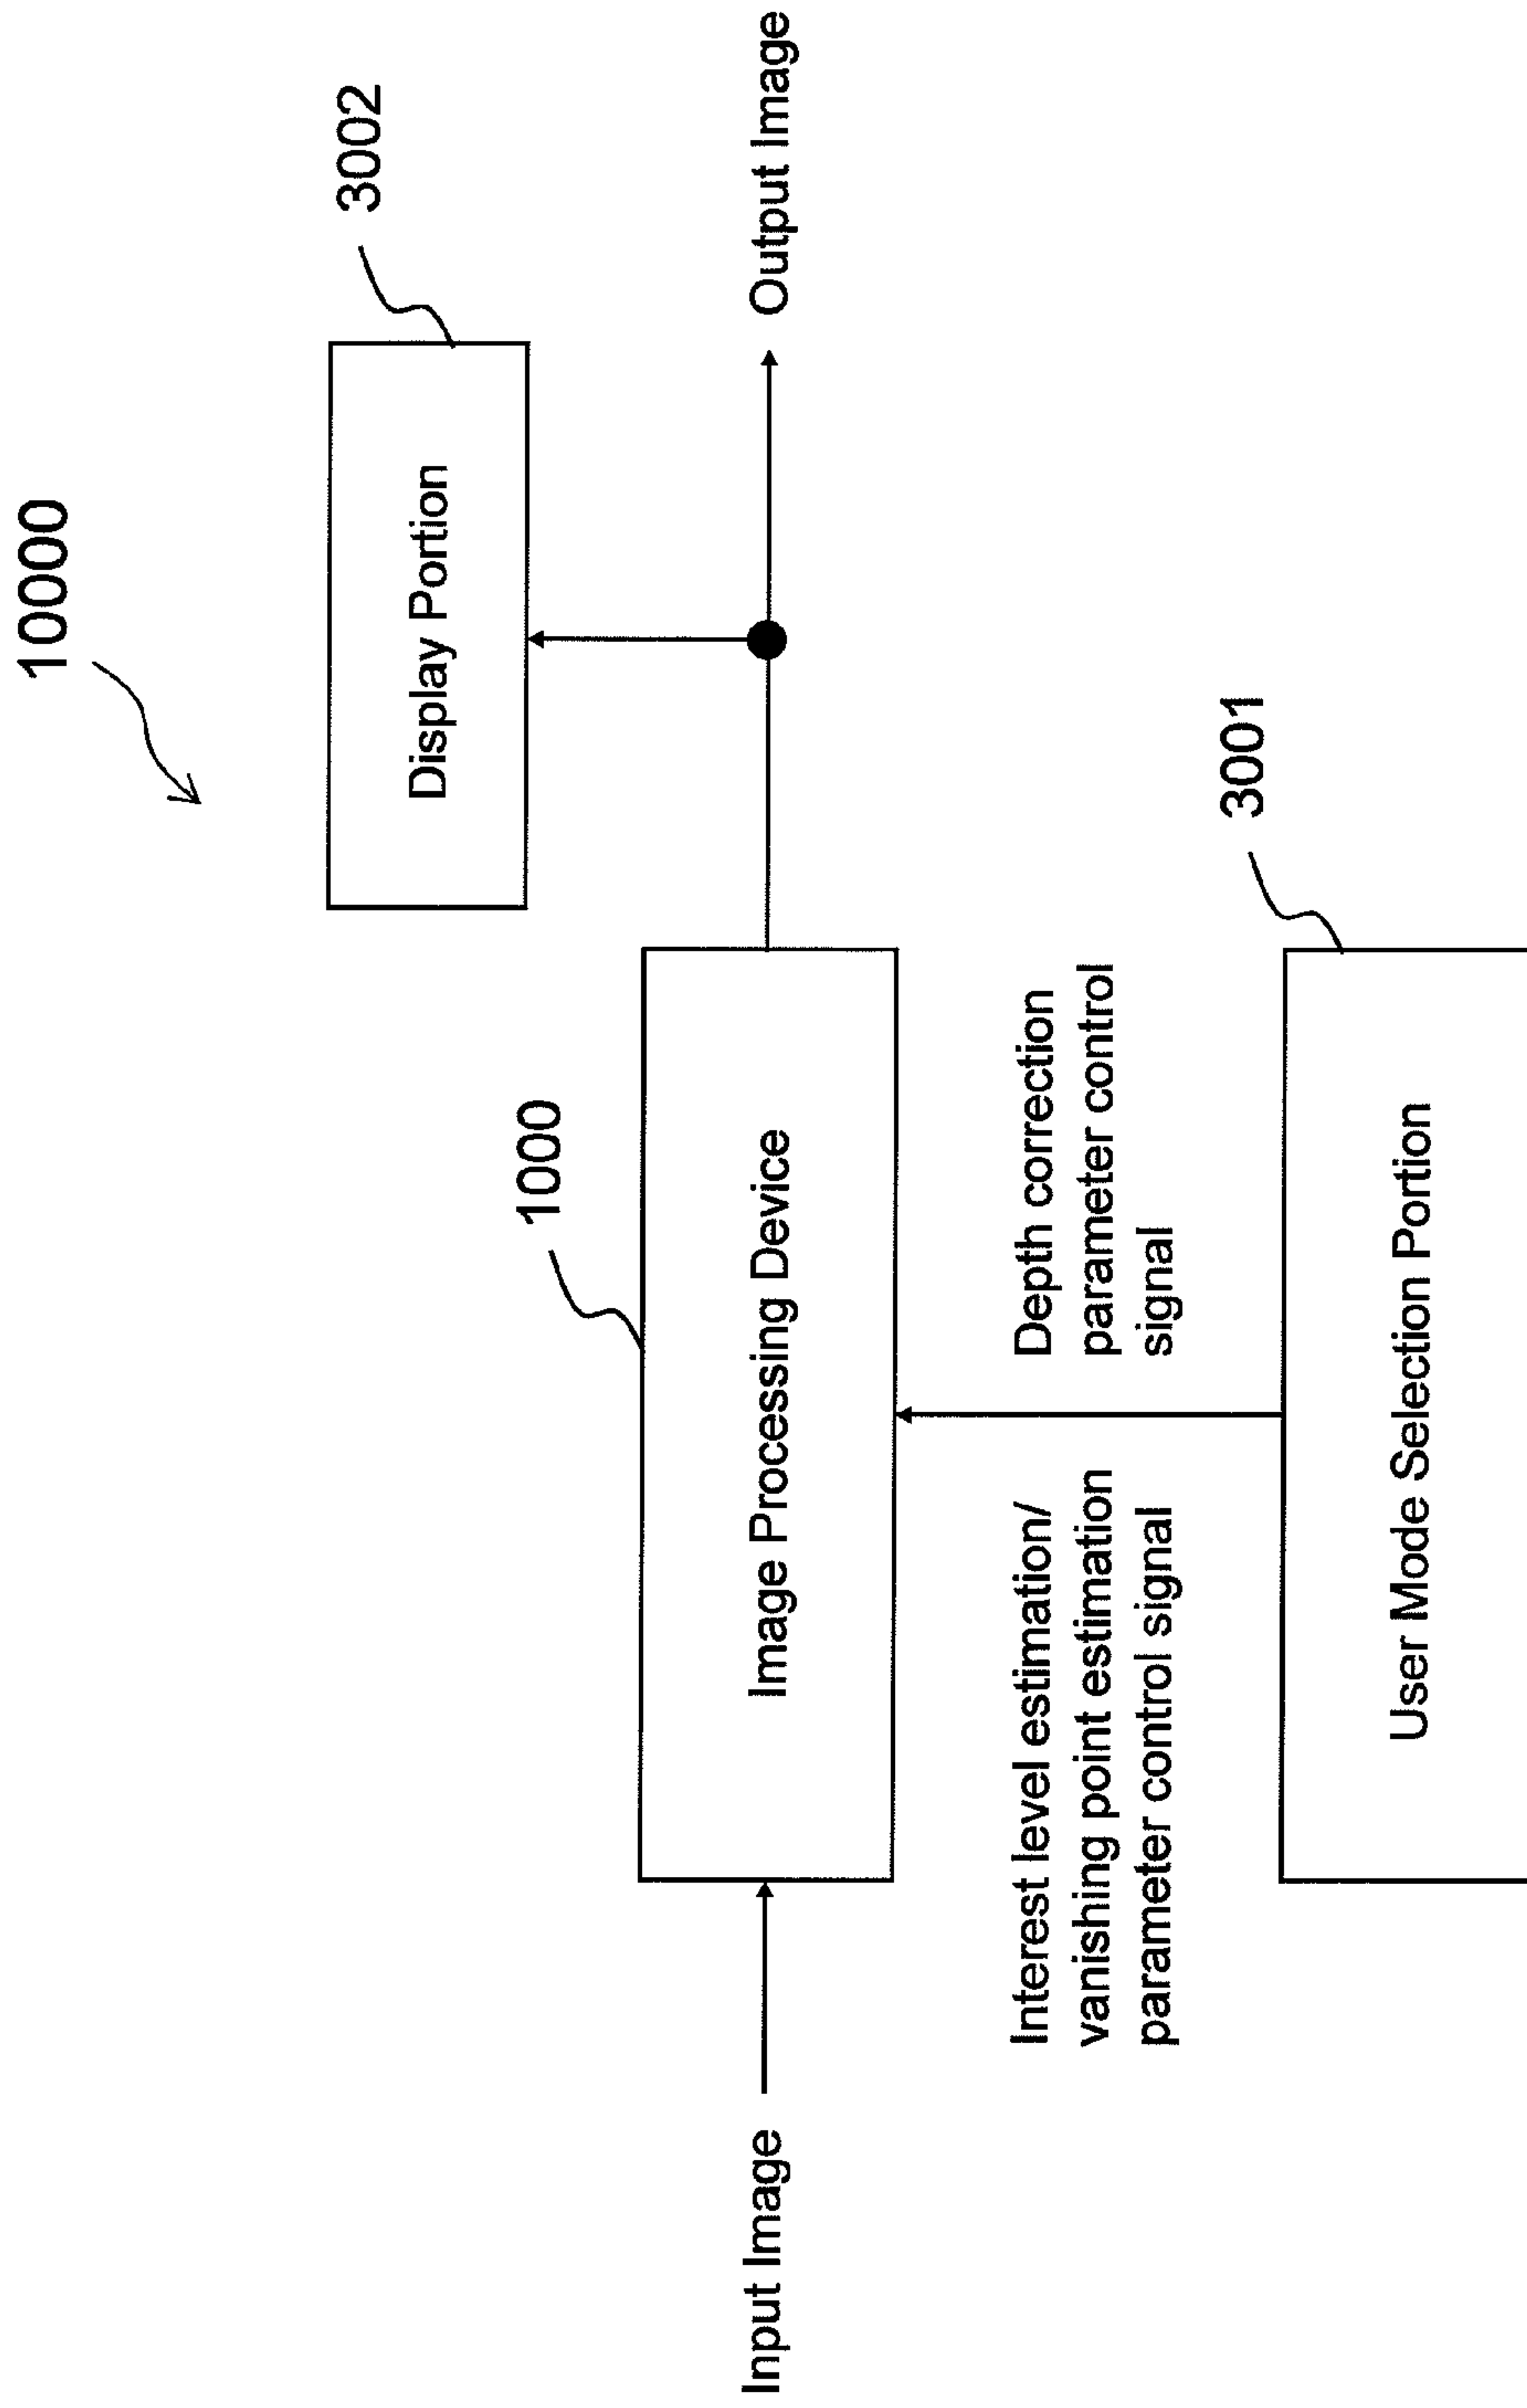 10000
3002
Display Portion
Output Image
1000
Image Processing Device
Input Image
Interest level estimation/
vanishing point estimation
parameter control signal
Depth correction
parameter control
signal
3001
User Mode Selection Portion